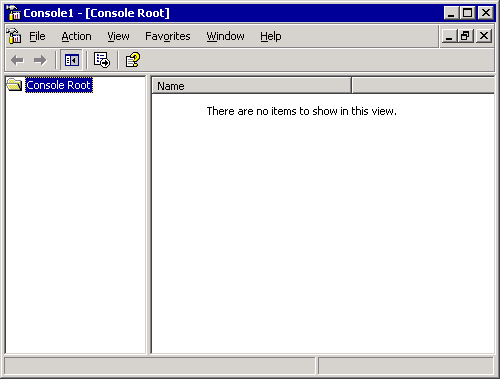 Console1 - [Console Root]
File Action View Favorites Window Help
Console Root
Name
There are no items to show in this view.